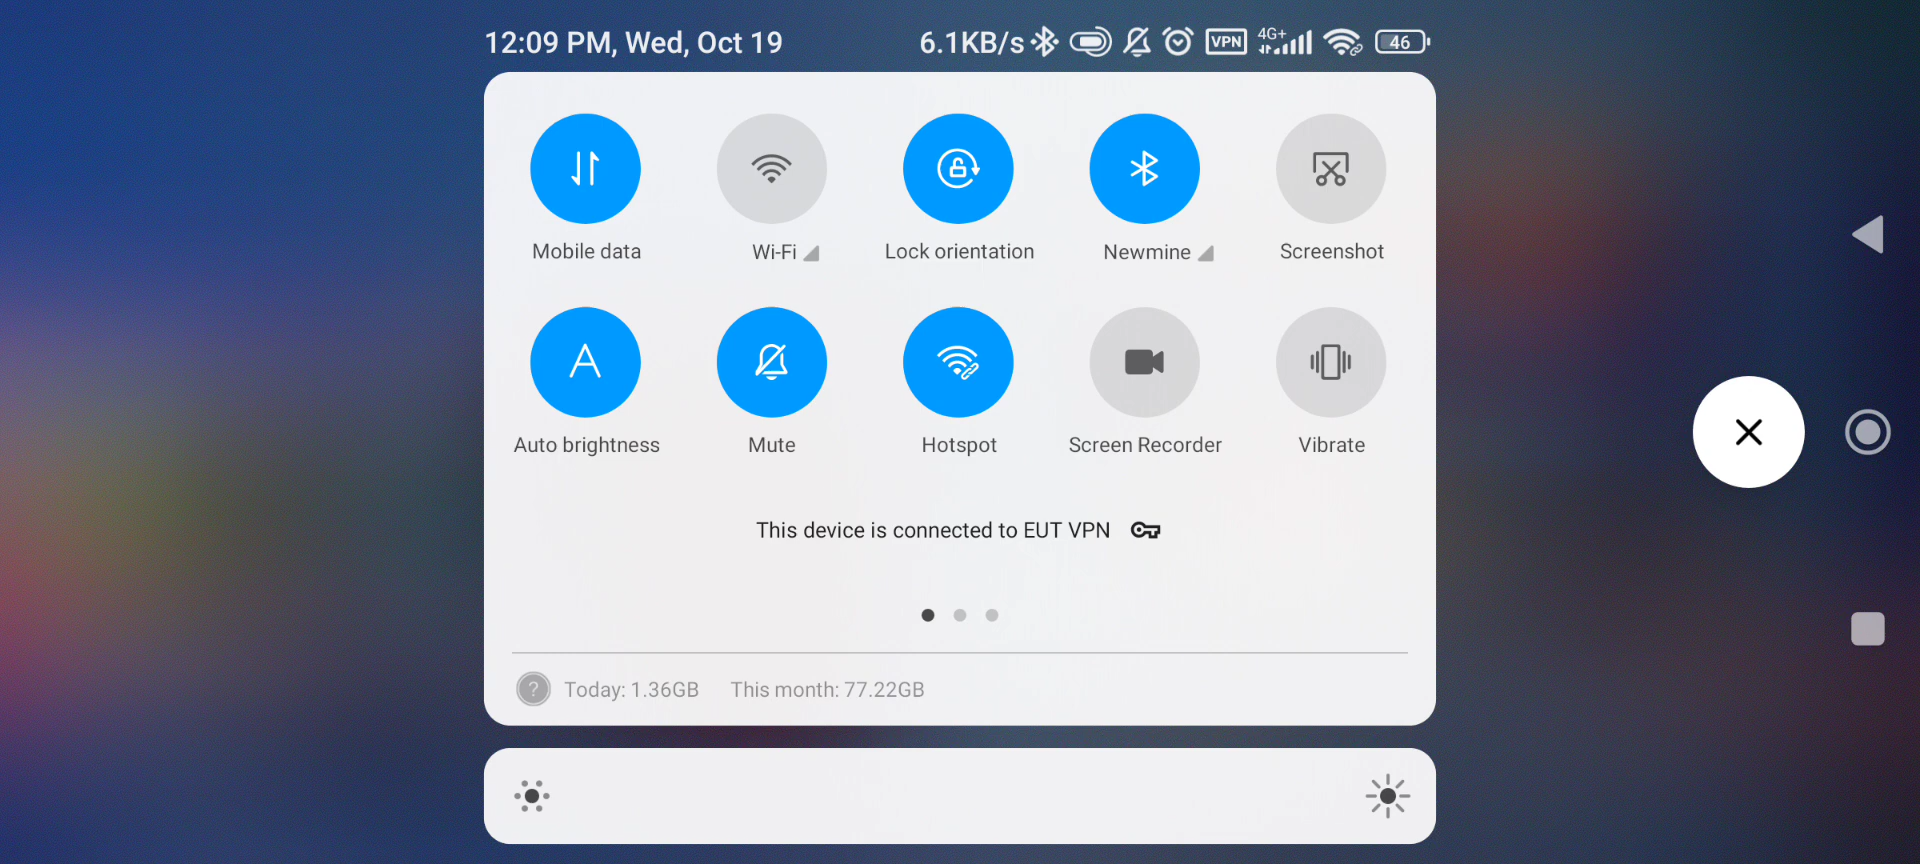 12:09 PM, Wed, Oct 19 6.1KB/s VPN 4G+ 46
Mobile data Wi-Fi Lock orientation Newmine Screenshot
A
Auto brightness Mute Hotspot Screen Recorder Vibrate
This device is connected to EUT VPN
? Today: 1.36GB This month: 77.22GB